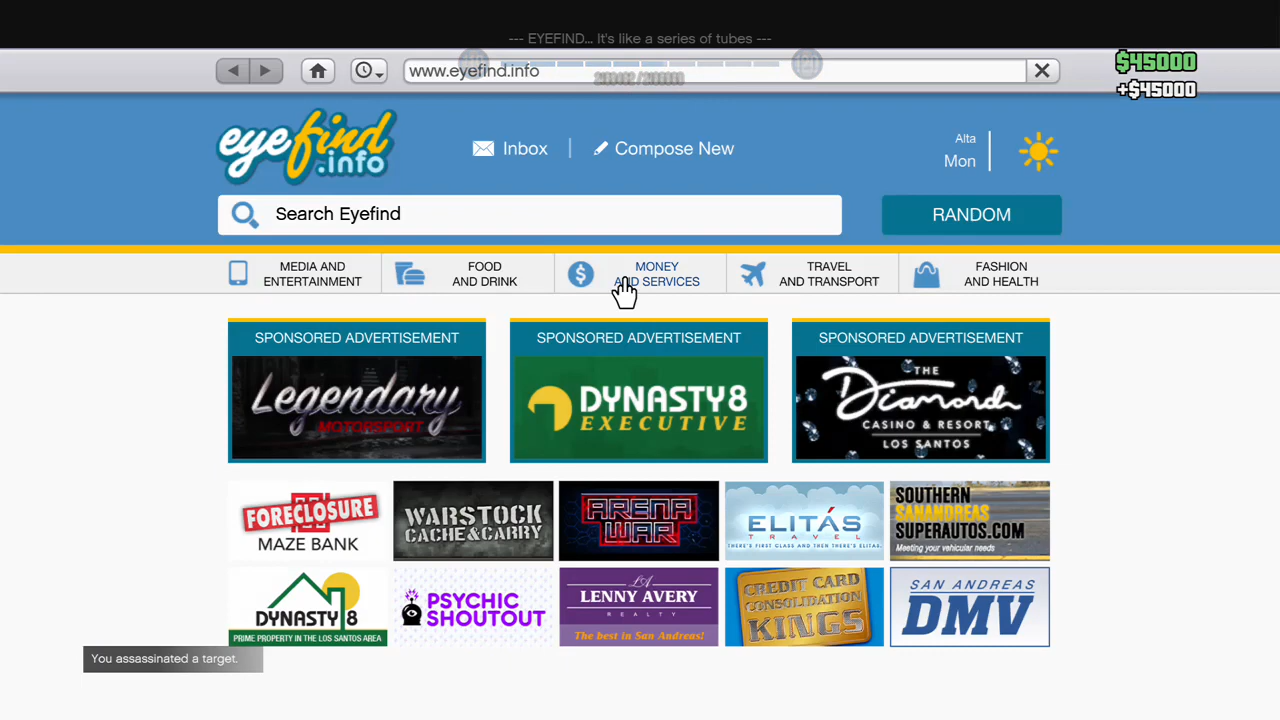 --- EYEFIND... It's like a series of tubes ---
www.eyefind.info
$45000
+$45000
eyefind
.info
Inbox
Compose New
Alta
Mon
Search Eyefind
RANDOM
MEDIA AND
ENTERTAINMENT
FOOD
AND DRINK
MONEY
AND SERVICES
TRAVEL
AND TRANSPORT
FASHION
AND HEALTH
SPONSORED ADVERTISEMENT
Legendary
MOTORSPORT
SPONSORED ADVERTISEMENT
DYNASTY8
EXECUTIVE
SPONSORED ADVERTISEMENT
THE
Diamond
CASINO & RESORT
LOS SANTOS
FORECLOSURE
MAZE BANK
WARSTOCK
CACHE&CARRY
ARENA
WAR
ELITÁS
TRAVEL
THERE'S FIRST CLASS AND THEN THERE'S ELITAS.
SOUTHERN
SANANDREAS
SUPERAUTOS.COM
Meeting your vehicular needs
DYNASTY 8
PRIME PROPERTY IN THE LOS SANTOS AREA
PSYCHIC
SHOUTOUT
LA
LENNY AVERY
REALTY
The best in San Andreas!
CREDIT CARD
CONSOLIDATION
KINGS
SAN ANDREAS
DMV
You assassinated a target.